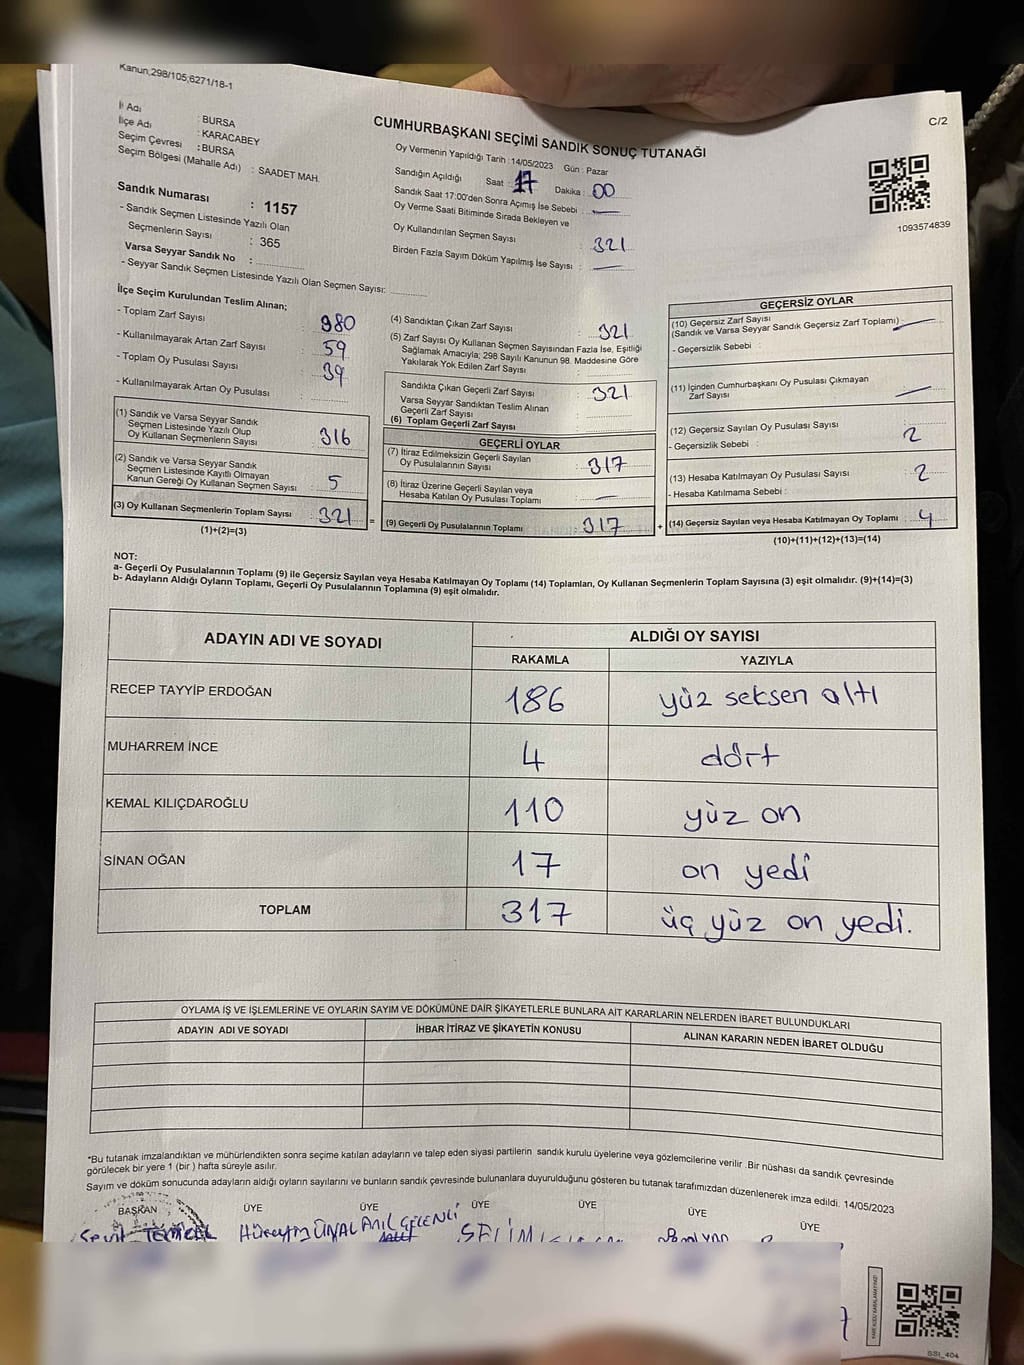 Kanun;298/105;6271/18-1
C/2
İl Adı : BURSA
İlçe Adı : KARACABEY
Seçim Çevresi : BURSA
Seçim Bölgesi (Mahalle Adı) : SAADET MAH.
CUMHURBAŞKANI SEÇİMİ SANDIK SONUÇ TUTANAĞI
Oy Vermenin Yapıldığı Tarih : 14/05/2023 Gün : Pazar
Sandığın Açıldığı Saat : 17 Dakika : 00
Sandık Saat 17:00'den Sonra Açımış İse Sebebi :
Oy Verme Saati Bitiminde Sırada Bekleyen ve
Oy Kullandırılan Seçmen Sayısı : 321
Birden Fazla Sayım Döküm Yapılmış İse Sayısı :
1093574839
Sandık Numarası : 1157
- Sandık Seçmen Listesinde Yazılı Olan
Seçmenlerin Sayısı : 365
Varsa Seyyar Sandık No :
- Seyyar Sandık Seçmen Listesinde Yazılı Olan Seçmen Sayısı:
İlçe Seçim Kurulundan Teslim Alınan;
- Toplam Zarf Sayısı : 980
- Kullanılmayarak Artan Zarf Sayısı : 59
- Toplam Oy Pusulası Sayısı : 39
- Kullanılmayarak Artan Oy Pusulası :
(1) Sandık ve Varsa Seyyar Sandık
Seçmen Listesinde Yazılı Olup
Oy Kullanan Seçmenlerin Sayısı : 316
(2) Sandık ve Varsa Seyyar Sandık
Seçmen Listesinde Kayıtlı Olmayan
Kanun Gereği Oy Kullanan Seçmen Sayısı : 5
(3) Oy Kullanan Seçmenlerin Toplam Sayısı : 321 =
(1)+(2)=(3)
(4) Sandıktan Çıkan Zarf Sayısı : 321
(5) Zarf Sayısı Oy Kullanan Seçmen Sayısından Fazla İse, Eşitliği
Sağlamak Amacıyla; 298 Sayılı Kanunun 98. Maddesine Göre
Yakılarak Yok Edilen Zarf Sayısı :
Sandıkta Çıkan Geçerli Zarf Sayısı : 321
Varsa Seyyar Sandıktan Teslim Alınan
Geçerli Zarf Sayısı :
(6) Toplam Geçerli Zarf Sayısı
GEÇERLİ OYLAR
(7) İtiraz Edilmeksizin Geçerli Sayılan
Oy Pusulalarının Sayısı : 317
(8) İtiraz Üzerine Geçerli Sayılan veya
Hesaba Katılan Oy Pusulası Toplamı :
(9) Geçerli Oy Pusulalarının Toplamı : 317 +
GEÇERSİZ OYLAR
(10) Geçersiz Zarf Sayısı
(Sandık ve Varsa Seyyar Sandık Geçersiz Zarf Toplamı)
- Geçersizlik Sebebi :
(11) İçinden Cumhurbaşkanı Oy Pusulası Çıkmayan
Zarf Sayısı :
(12) Geçersiz Sayılan Oy Pusulası Sayısı : 2
- Geçersizlik Sebebi :
(13) Hesaba Katılmayan Oy Pusulası Sayısı : 2
- Hesaba Katılmama Sebebi :
(14) Geçersiz Sayılan veya Hesaba Katılmayan Oy Toplamı : 4
(10)+(11)+(12)+(13)=(14)
NOT:
a- Geçerli Oy Pusulalarının Toplamı (9) ile Geçersiz Sayılan veya Hesaba Katılmayan Oy Toplamı (14) Toplamları, Oy Kullanan Seçmenlerin Toplam Sayısına (3) eşit olmalıdır. (9)+(14)=(3)
b- Adayların Aldığı Oyların Toplamı, Geçerli Oy Pusulalarının Toplamına (9) eşit olmalıdır.
ADAYIN ADI VE SOYADI ALDIĞI OY SAYISI
RAKAMLA YAZIYLA
RECEP TAYYİP ERDOĞAN 186 yüz seksen altı
MUHARREM İNCE 4 dört
KEMAL KILIÇDAROĞLU 110 yüz on
SİNAN OĞAN 17 on yedi
TOPLAM 317 üç yüz on yedi.
OYLAMA İŞ VE İŞLEMLERİNE VE OYLARIN SAYIM VE DÖKÜMÜNE DAİR ŞİKAYETLERLE BUNLARA AİT KARARLARIN NELERDEN İBARET BULUNDUKLARI
ADAYIN ADI VE SOYADI İHBAR İTİRAZ VE ŞİKAYETİN KONUSU ALINAN KARARIN NEDEN İBARET OLDUĞU
*Bu tutanak imzalandıktan ve mühürlendikten sonra seçime katılan adayların ve talep eden siyasi partilerin sandık kurulu üyelerine veya gözlemcilerine verilir .Bir nüshası da sandık çevresinde
görülecek bir yere 1 (bir ) hafta süreyle asılır.
Sayım ve döküm sonucunda adayların aldığı oyların sayılarını ve bunların sandık çevresinde bulunanlara duyurulduğunu gösteren bu tutanak tarafımızdan düzenlenerek imza edildi. 14/05/2023
BAŞKAN ÜYE ÜYE ÜYE ÜYE ÜYE ÜYE
Hüseyin ÜNAL ANIL GELENLİ SELİM
SSI_404